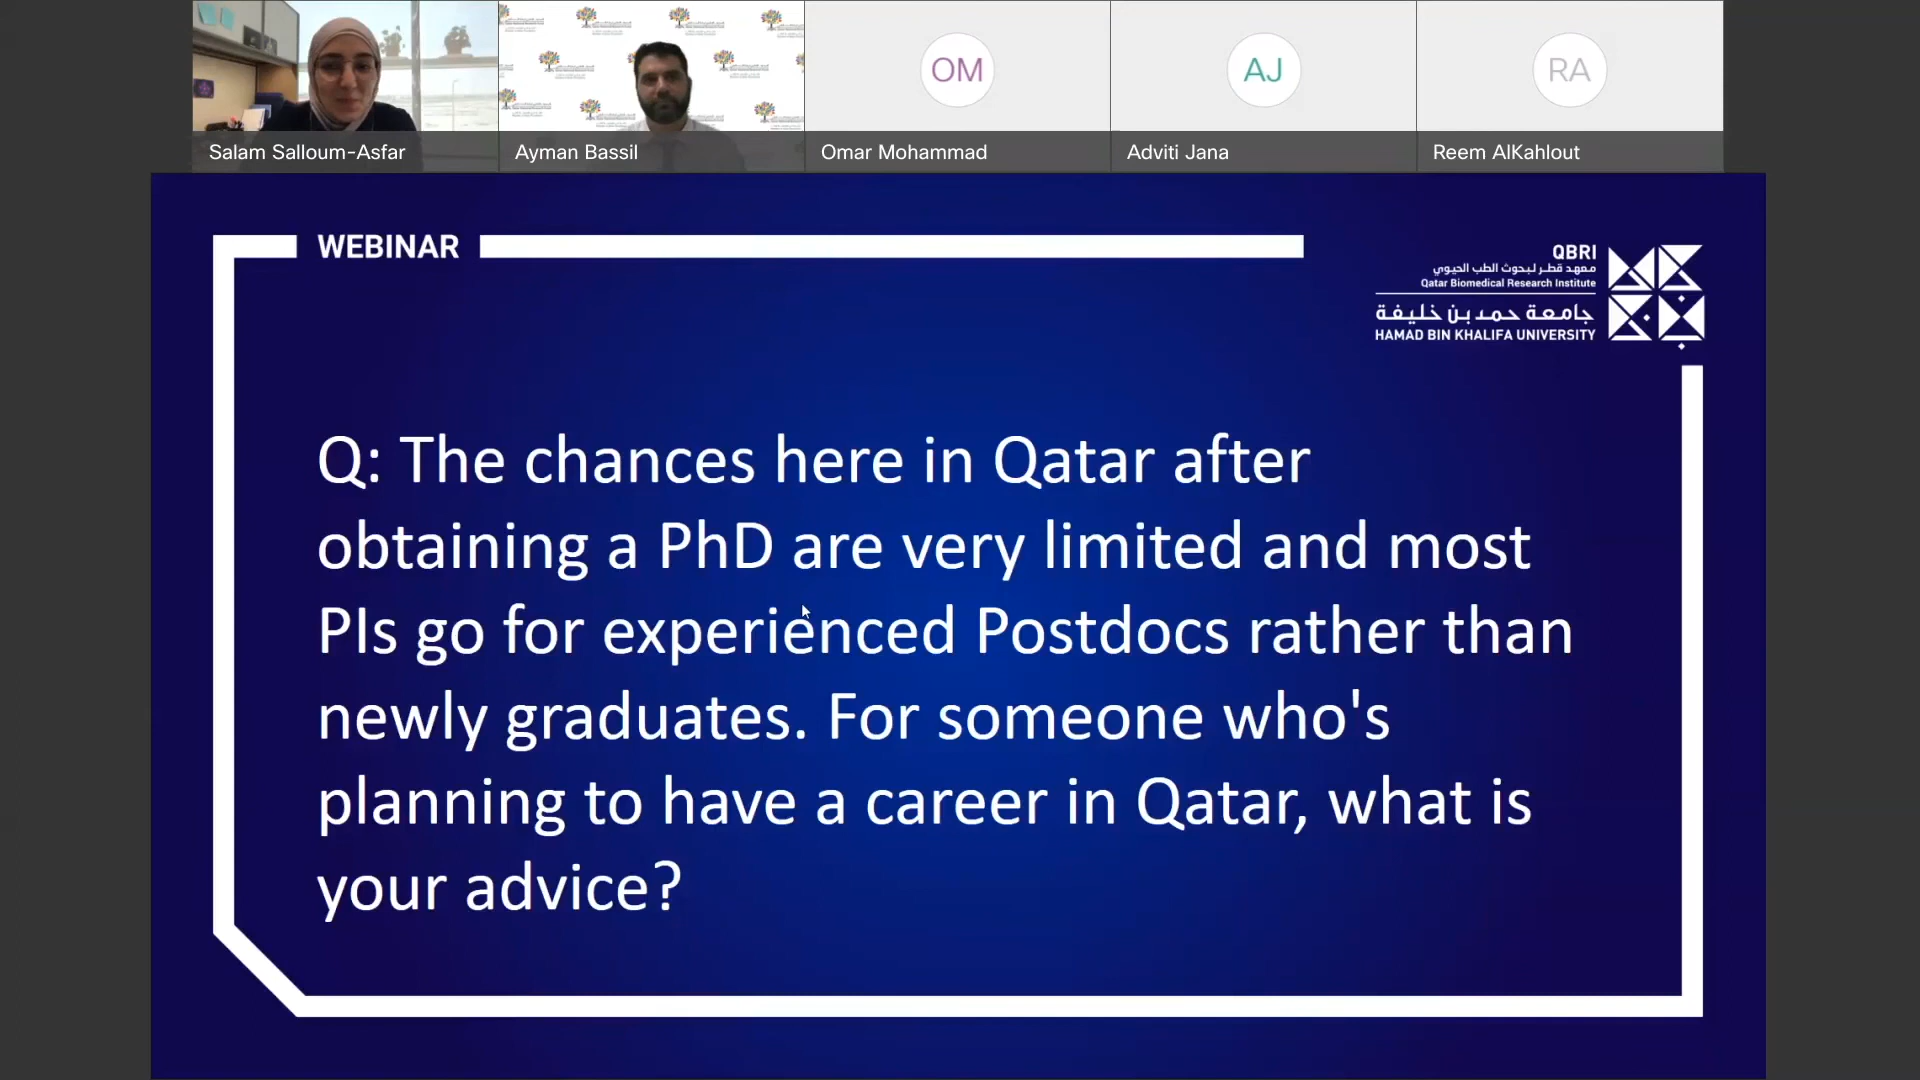 Salam Salloum-Asfar
Ayman Bassil
OM
Omar Mohammad
AJ
Adviti Jana
RA
Reem AlKahlout
WEBINAR
QBRI
معهد قطر لبحوث الطب الحيوي
Qatar Biomedical Research Institute
جامعة حمد بن خليفة
HAMAD BIN KHALIFA UNIVERSITY
Q: The chances here in Qatar after
obtaining a PhD are very limited and most
PIs go for experienced Postdocs rather than
newly graduates. For someone who's
planning to have a career in Qatar, what is
your advice?